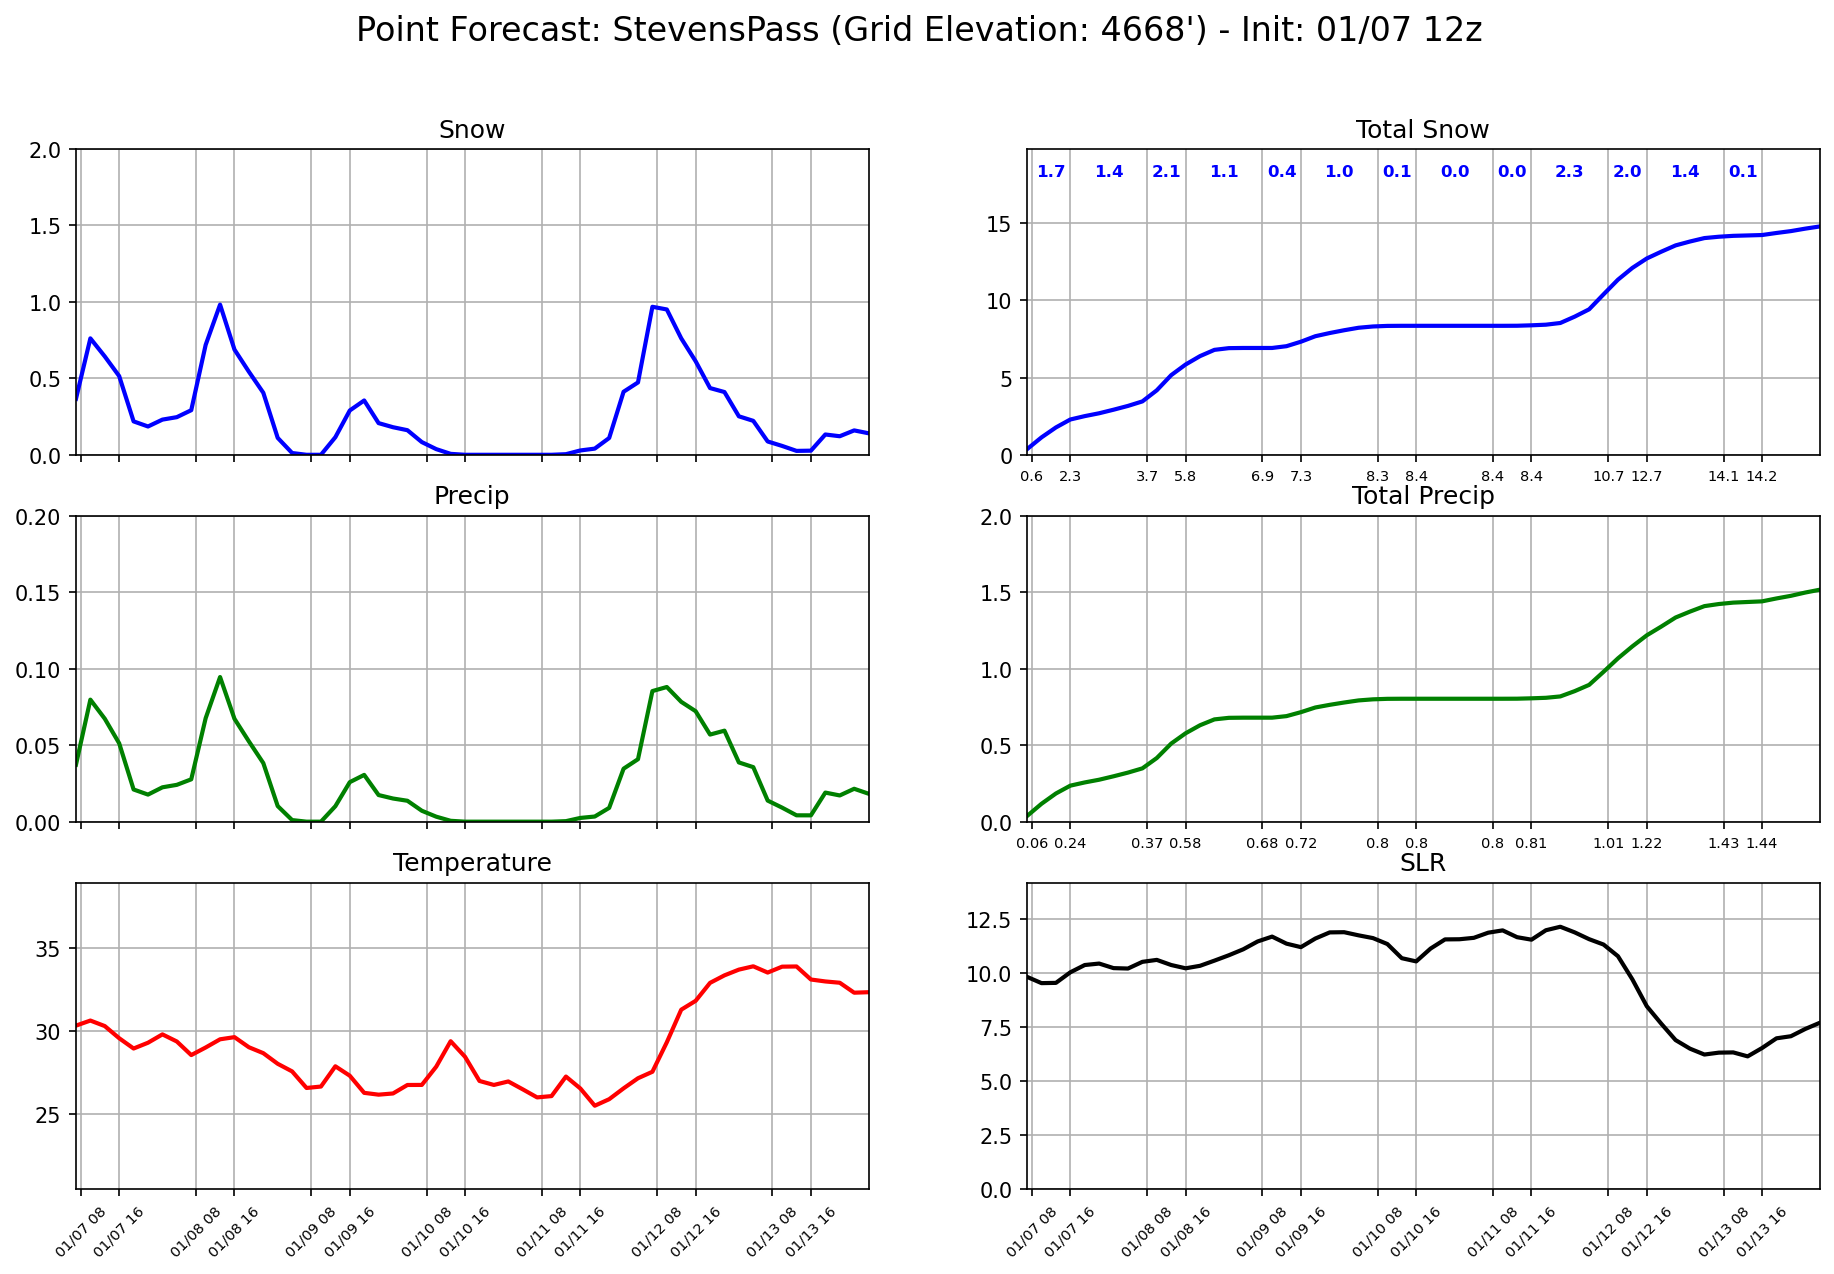 Point Forecast: StevensPass (Grid Elevation: 4668') - Init: 01/07 12z
Snow
2.0
1.5
1.0
0.5
0.0
Total Snow
1.7 1.4 2.1 1.1 0.4 1.0 0.1 0.0 0.0 2.3 2.0 1.4 0.1
15
10
5
0
0.6 2.3 3.7 5.8 6.9 7.3 8.3 8.4 8.4 8.4 10.7 12.7 14.1 14.2
Precip
0.20
0.15
0.10
0.05
0.00
Total Precip
2.0
1.5
1.0
0.5
0.0
0.06 0.24 0.37 0.58 0.68 0.72 0.8 0.8 0.8 0.81 1.01 1.22 1.43 1.44
Temperature
35
30
25
01/07 08 01/07 16 01/08 08 01/08 16 01/09 08 01/09 16 01/10 08 01/10 16 01/11 08 01/11 16 01/12 08 01/12 16 01/13 08 01/13 16
SLR
12.5
10.0
7.5
5.0
2.5
0.0
01/07 08 01/07 16 01/08 08 01/08 16 01/09 08 01/09 16 01/10 08 01/10 16 01/11 08 01/11 16 01/12 08 01/12 16 01/13 08 01/13 16